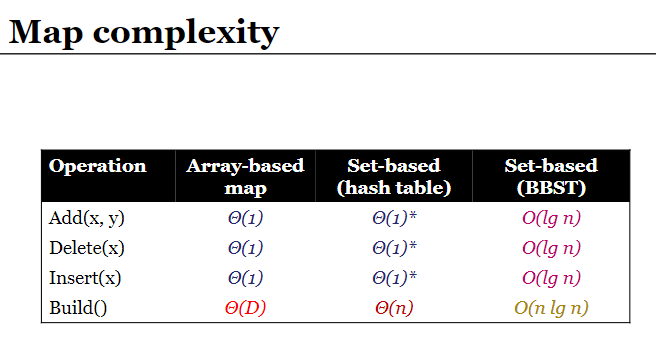 Map complexity
Operation Array-based map Set-based (hash table) Set-based (BBST)
Add(x, y) Θ(1) Θ(1)* O(lg n)
Delete(x) Θ(1) Θ(1)* O(lg n)
Insert(x) Θ(1) Θ(1)* O(lg n)
Build() Θ(D) Θ(n) O(n lg n)